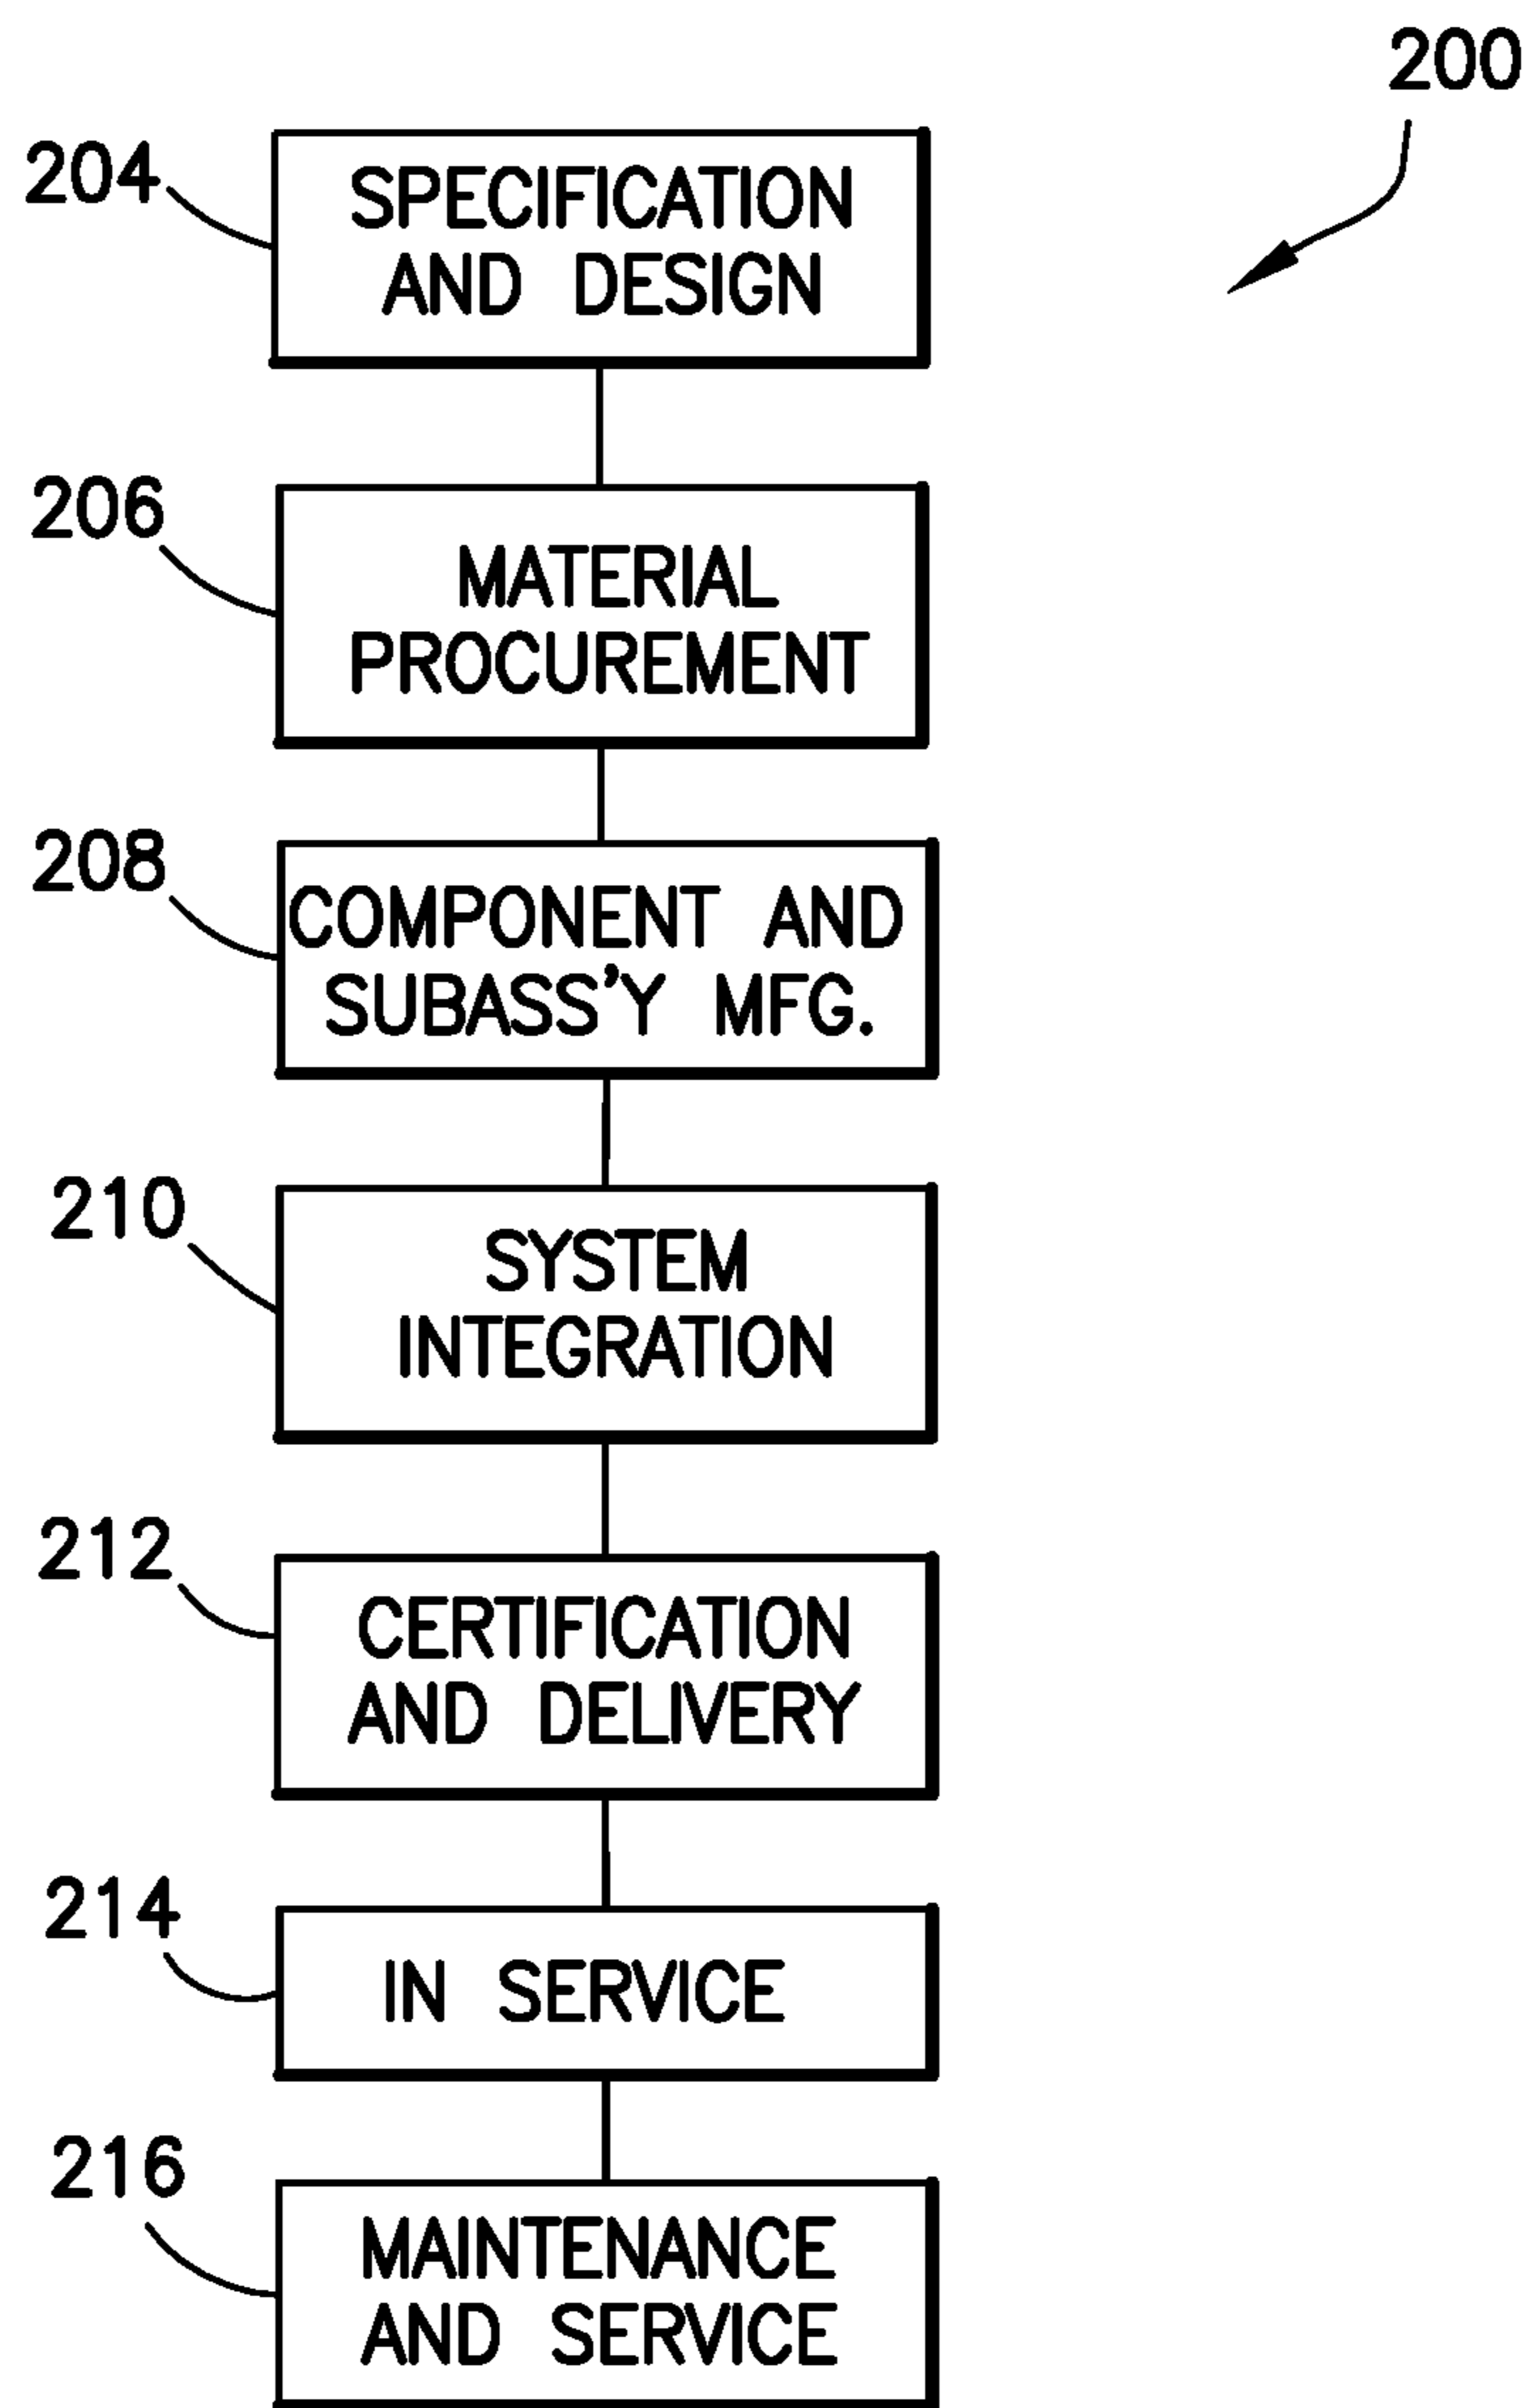 200
204
SPECIFICATION
AND DESIGN
206
MATERIAL
PROCUREMENT
208
COMPONENT AND
SUBASS'Y MFG.
210
SYSTEM
INTEGRATION
212
CERTIFICATION
AND DELIVERY
214
IN SERVICE
216
MAINTENANCE
AND SERVICE